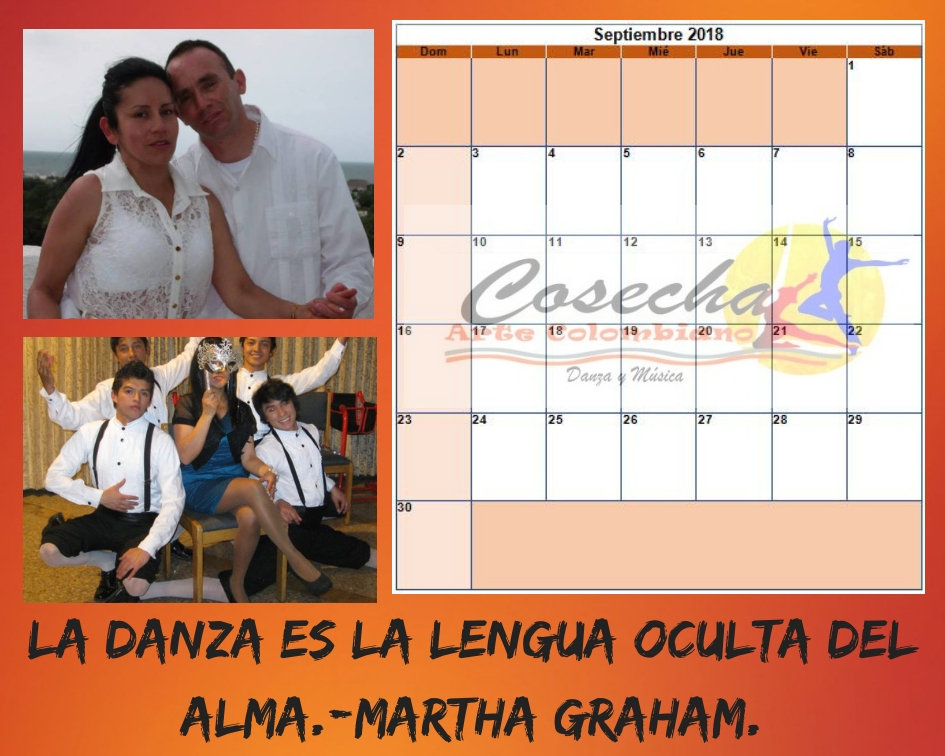 Septiembre 2018
Dom Lun Mar Mié Jue Vie Sáb
1
2 3 4 5 6 7 8
9 10 11 12 13 14 15
Cosecha
16 17 18 19 20 21 22
Arte Colombiano
Danza y Música
23 24 25 26 27 28 29
30
LA DANZA ES LA LENGUA OCULTA DEL
ALMA.-MARTHA GRAHAM.